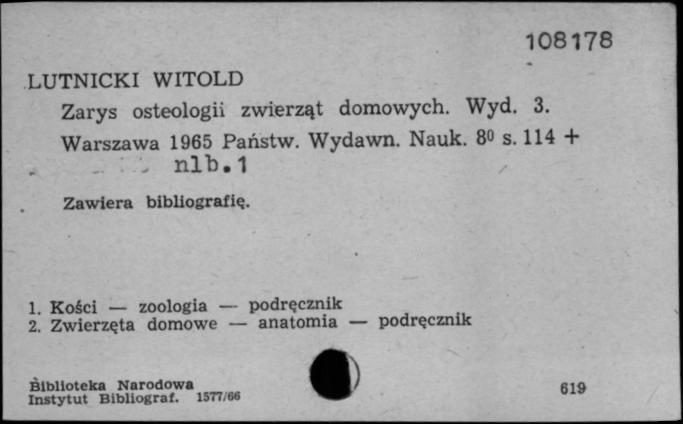 108178
LUTNICKI WITOLD
Zarys osteologii zwierząt domowych. Wyd. 3.
Warszawa 1965 Państw. Wydawn. Nauk. 8⁰ s. 114 +
nlb. 1
Zawiera bibliografię.
1. Kości — zoologia — podręcznik
2. Zwierzęta domowe — anatomia — podręcznik
Biblioteka Narodowa
Instytut Bibliograf. 1577/66
619